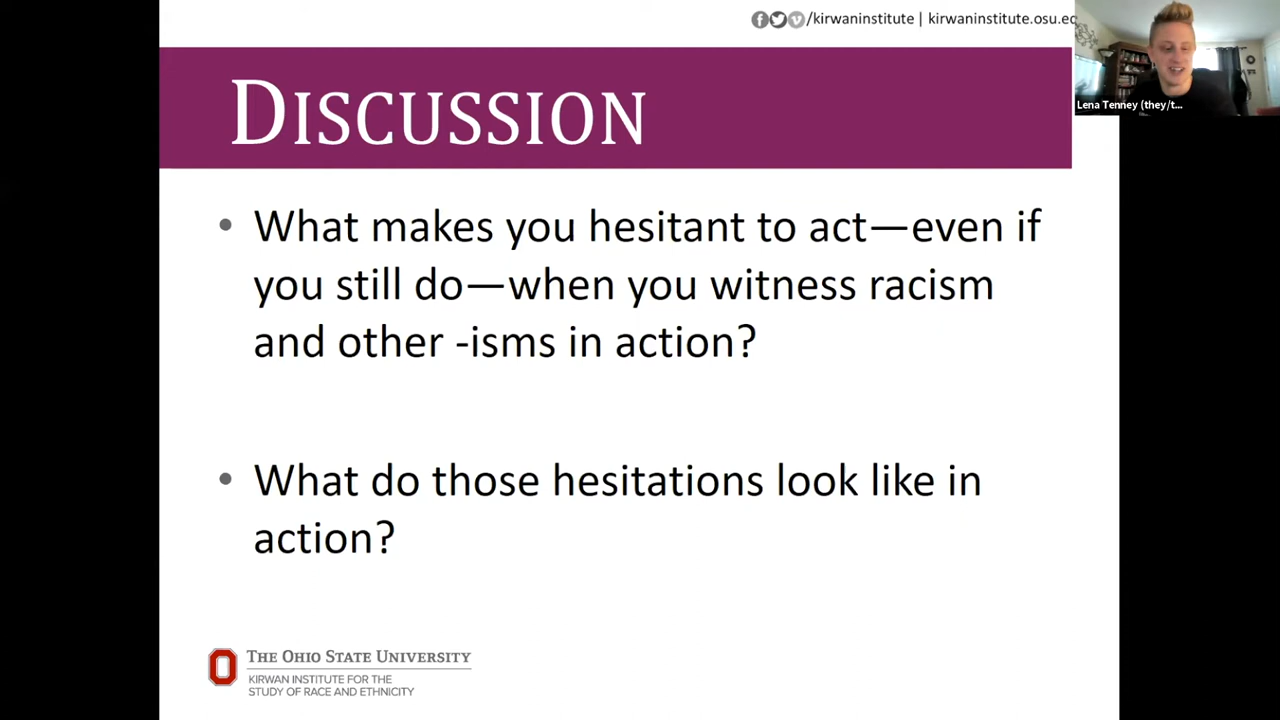 /kirwaninstitute | kirwaninstitute.osu.ec
Lena Tenney (they/t...
DISCUSSION
• What makes you hesitant to act—even if
you still do—when you witness racism
and other -isms in action?
• What do those hesitations look like in
action?
THE OHIO STATE UNIVERSITY
KIRWAN INSTITUTE FOR THE
STUDY OF RACE AND ETHNICITY